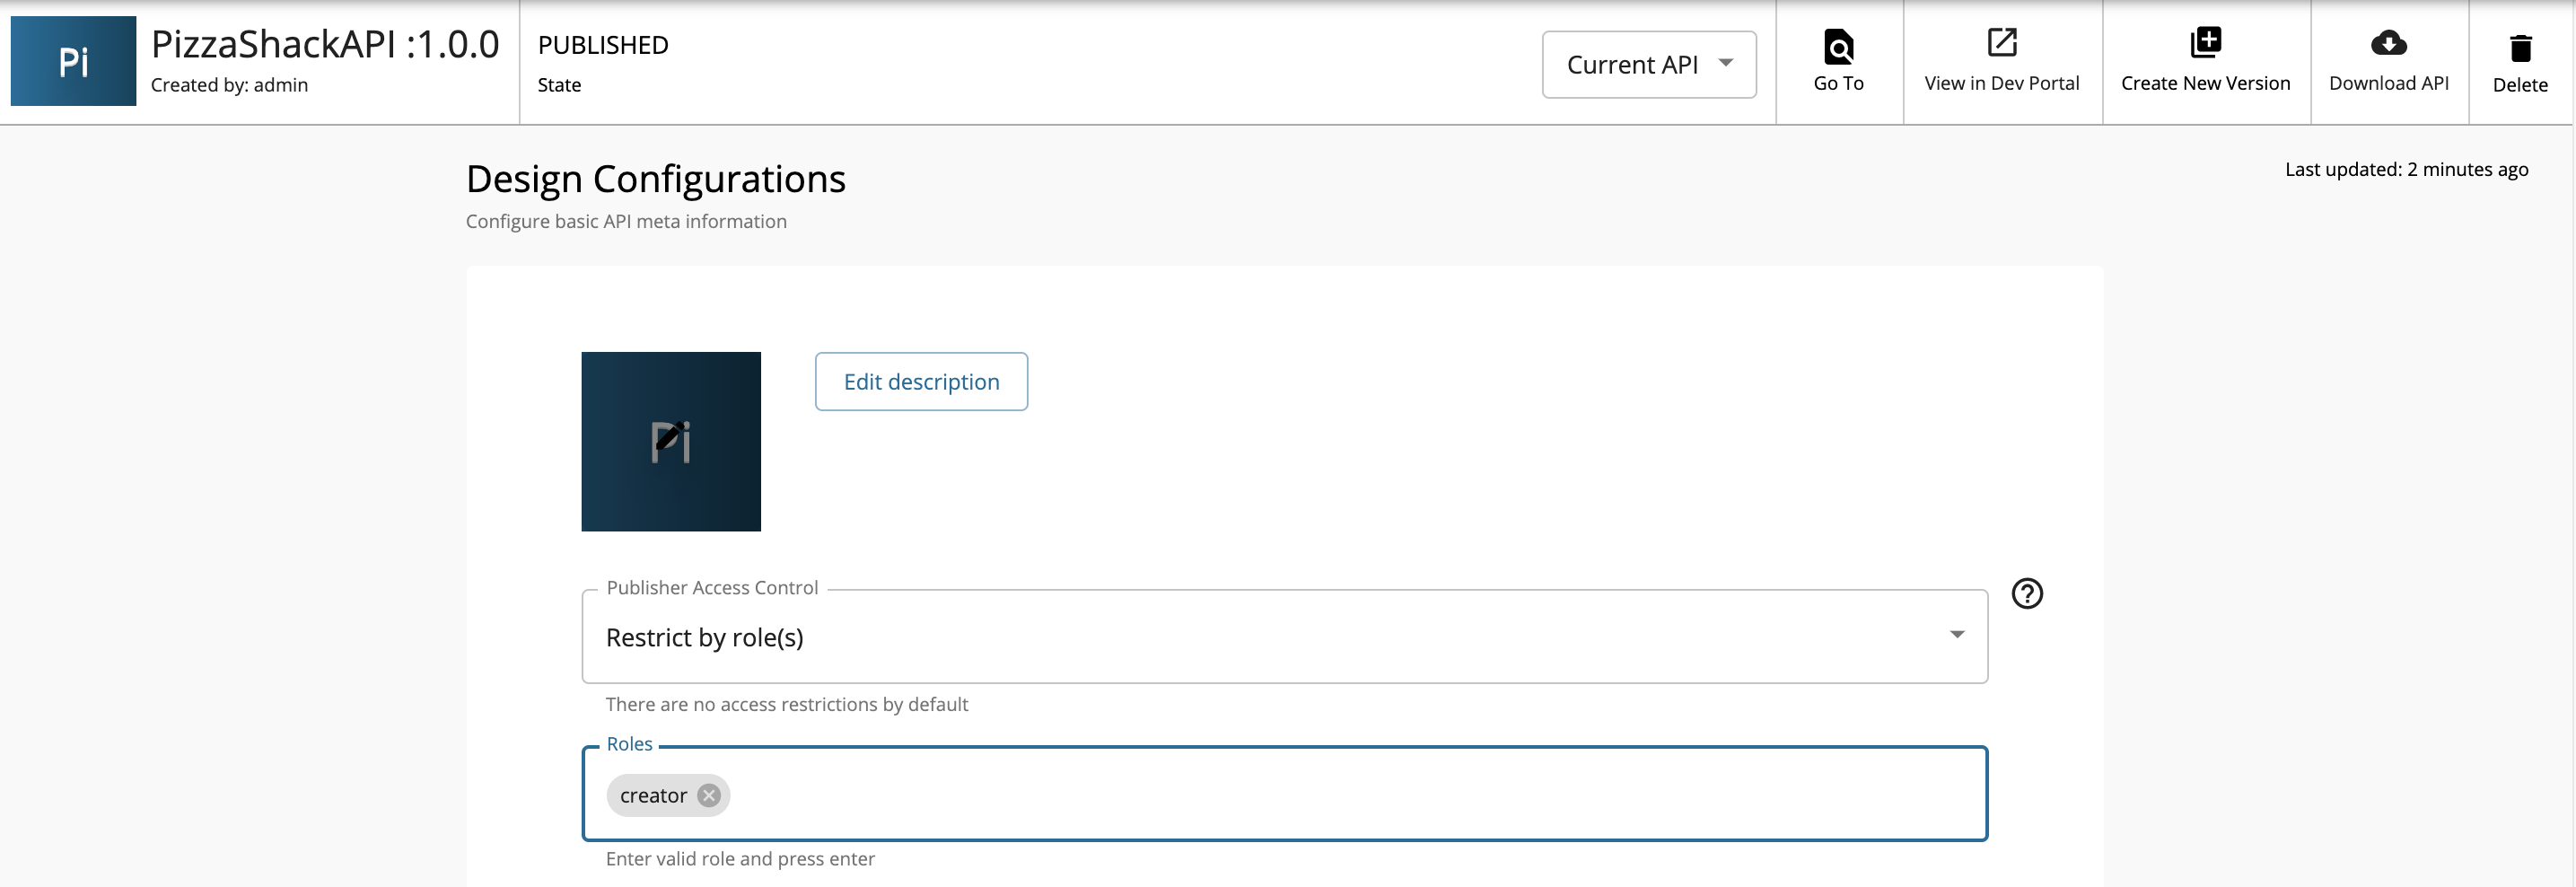 Pi
PizzaShackAPI :1.0.0
Created by: admin
PUBLISHED
State
Current API
Go To
View in Dev Portal
Create New Version
Download API
Delete
Design Configurations
Configure basic API meta information
Last updated: 2 minutes ago
Pi
Edit description
Publisher Access Control
Restrict by role(s)
There are no access restrictions by default
Roles
creator
Enter valid role and press enter